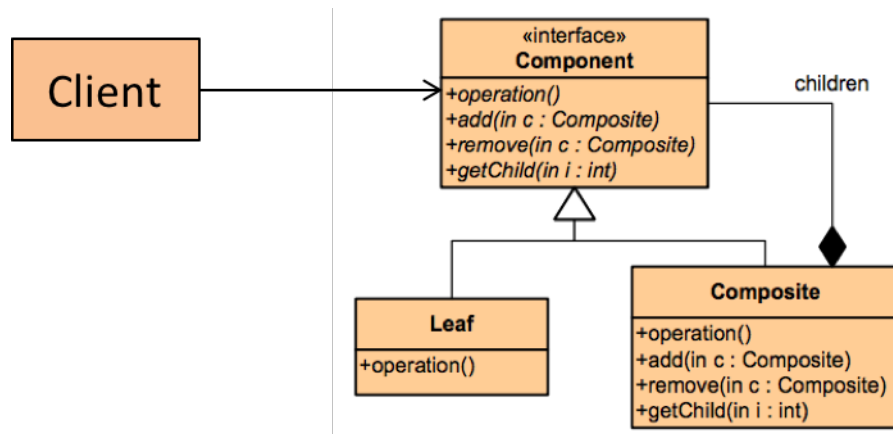 Client
«interface»
Component
+operation()
+add(in c : Composite)
+remove(in c : Composite)
+getChild(in i : int)
children
Leaf
+operation()
Composite
+operation()
+add(in c : Composite)
+remove(in c : Composite)
+getChild(in i : int)